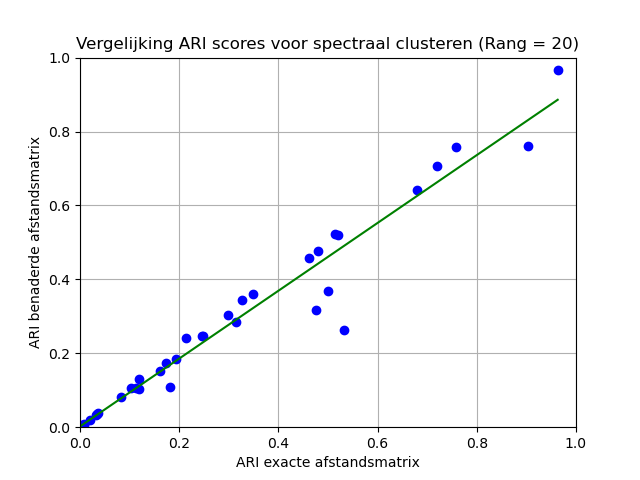 Vergelijking ARI scores voor spectraal clusteren (Rang = 20)
1.0
0.8
0.6
0.4
0.2
0.0
ARI benaderde afstandsmatrix
0.0 0.2 0.4 0.6 0.8 1.0
ARI exacte afstandsmatrix